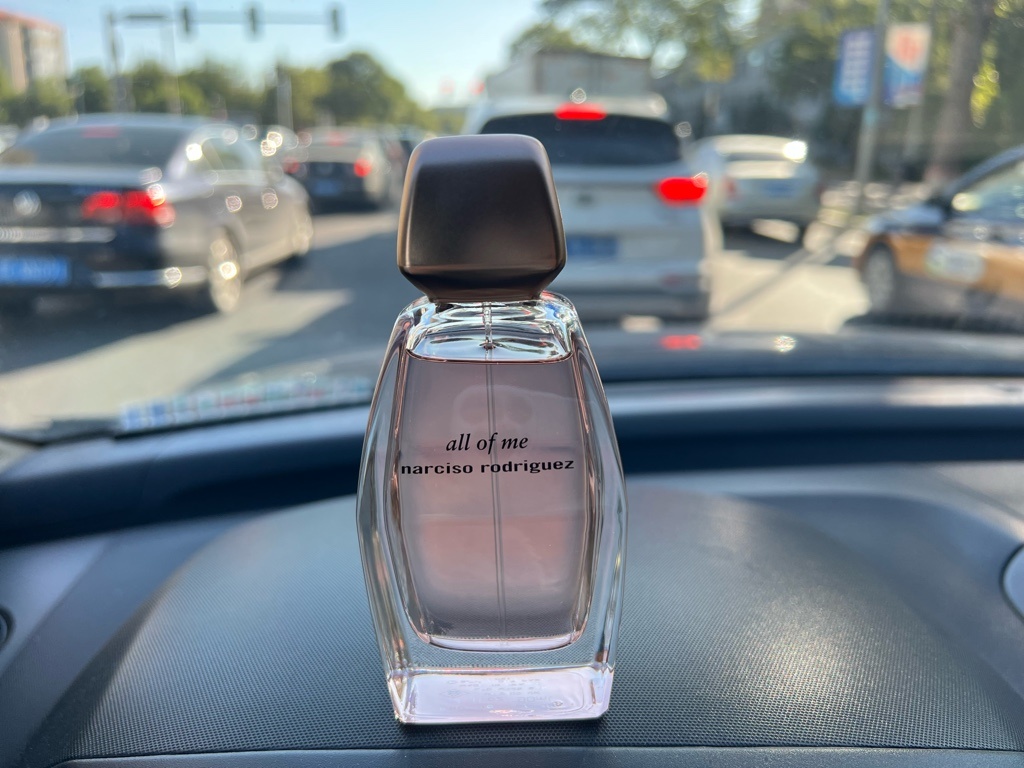 all of me
narciso rodriguez